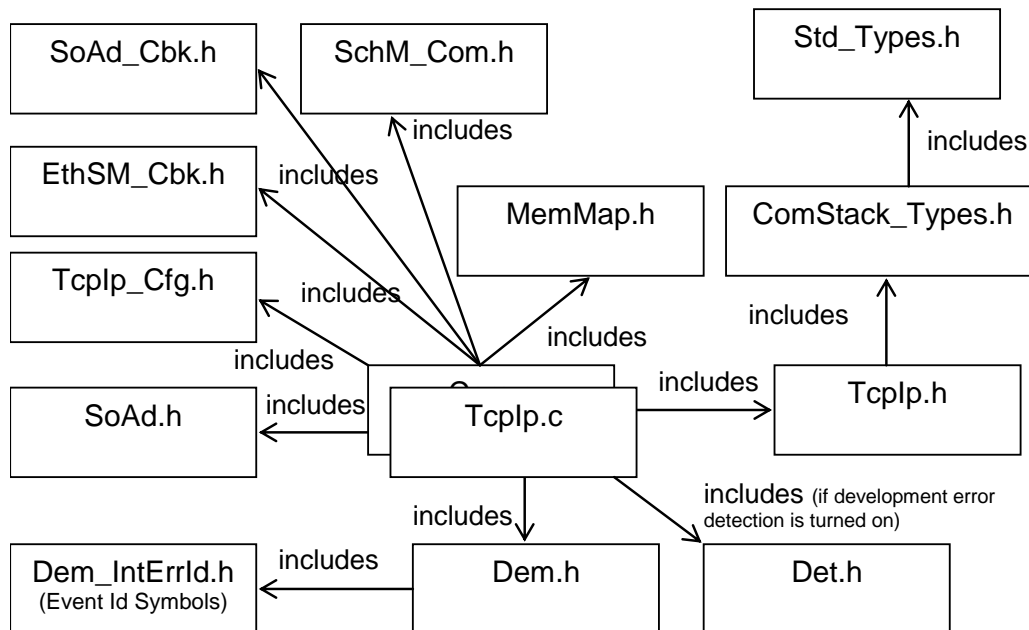 SoAd_Cbk.h
SchM_Com.h
Std_Types.h
includes
includes
EthSM_Cbk.h
includes
MemMap.h
ComStack_Types.h
TcpIp_Cfg.h
includes
includes
includes
includes
SoAd.h
includes
TcpIp.c
includes
TcpIp.h
includes
includes (if development error
detection is turned on)
Dem_IntErrId.h
(Event Id Symbols)
includes
Dem.h
Det.h